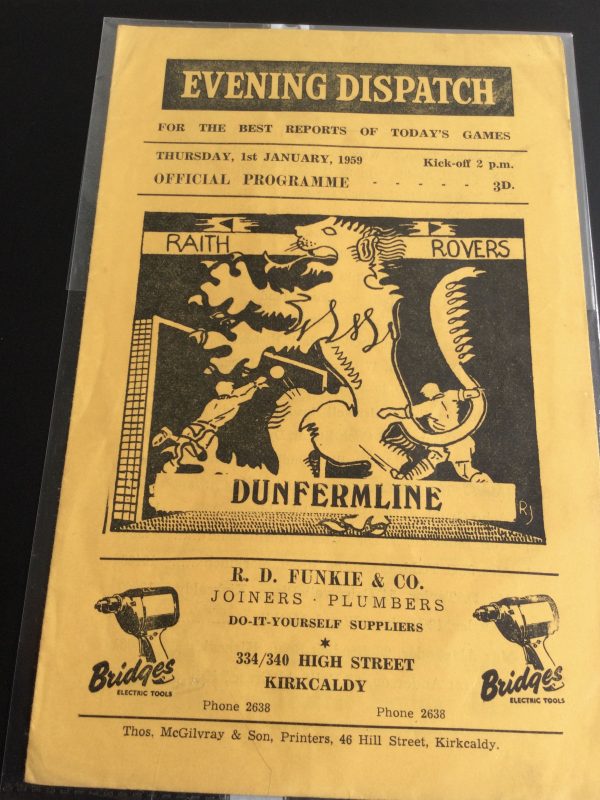 EVENING DISPATCH
FOR THE BEST REPORTS OF TODAY'S GAMES
THURSDAY, 1st JANUARY, 1959 Kick-off 2 p.m.
OFFICIAL PROGRAMME - - - - - 3D.
RAITH ROVERS
DUNFERMLINE
RJ
R. D. FUNKIE & CO.
JOINERS · PLUMBERS
DO-IT-YOURSELF SUPPLIERS
*
334/340 HIGH STREET
KIRKCALDY
Bridges Bridges
ELECTRIC TOOLS ELECTRIC TOOLS
Phone 2638 Phone 2638
Thos. McGilvray & Son, Printers, 46 Hill Street, Kirkcaldy.